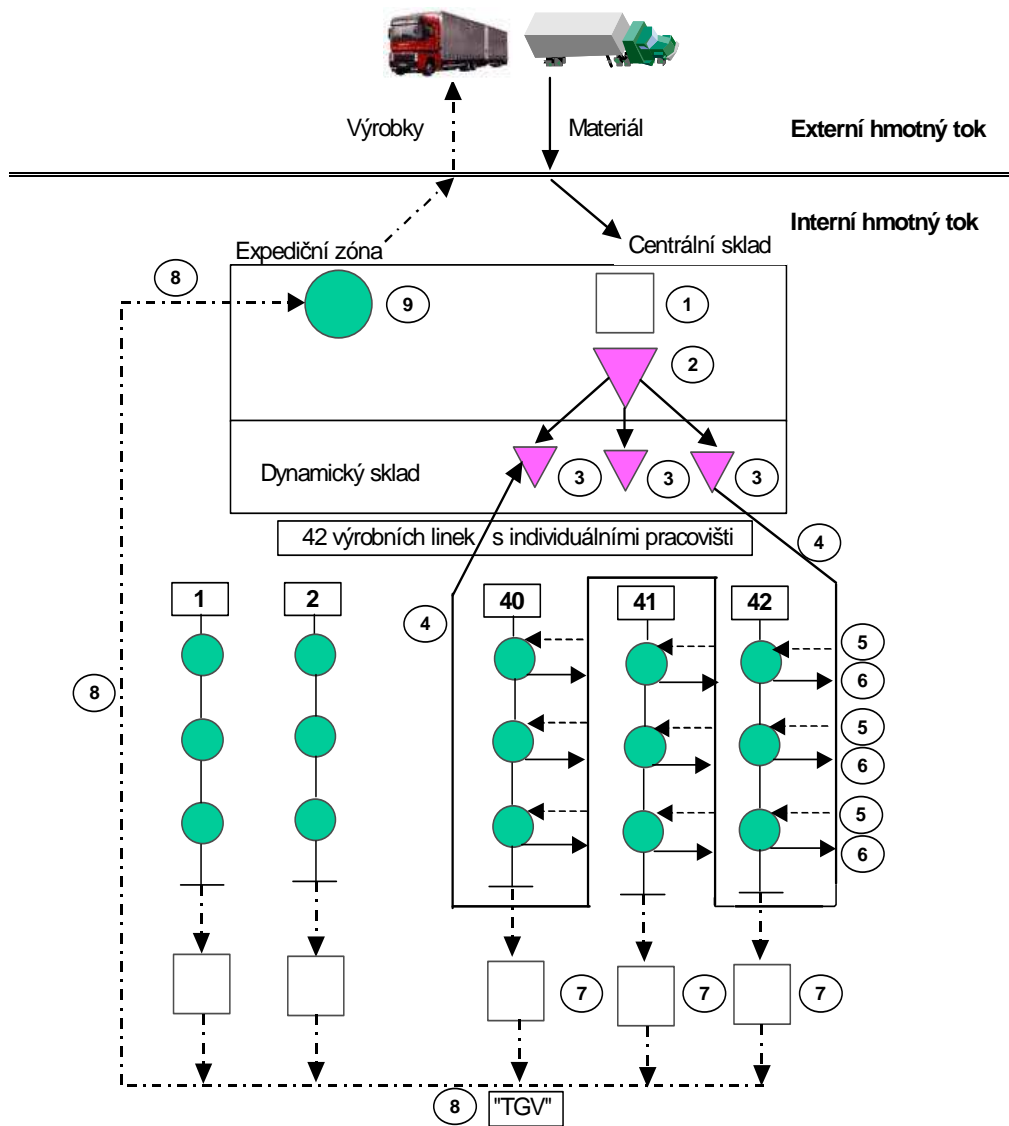 Výrobky
Materiál
Externí hmotný tok
Interní hmotný tok
Expediční zóna
Centrální sklad
8
9
1
2
Dynamický sklad
3
3
3
42 výrobních linek s individuálními pracovišti
4
1
2
40
41
42
4
5
6
8
5
6
5
6
7
7
7
8
"TGV"